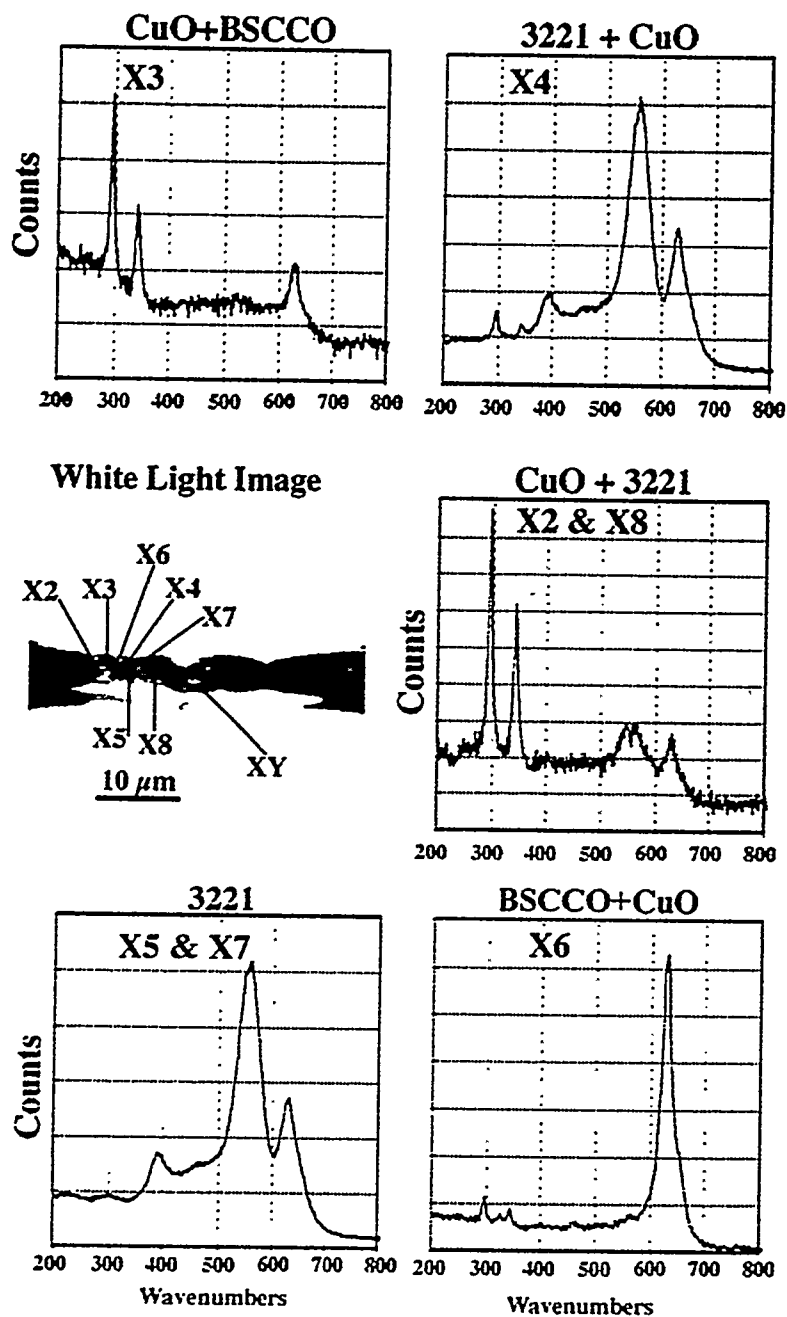 CuO+BSCCO
X3
Counts
200 300 400 500 600 700 800
3221 + CuO
X4
200 300 400 500 600 700 800
White Light Image
X6
X2 X3 X4
X7
X5 X8
XY
10 μm
CuO + 3221
X2 & X8
Counts
200 300 400 500 600 700 800
3221
X5 & X7
Counts
200 300 400 500 600 700 800
Wavenumbers
BSCCO+CuO
X6
200 300 400 500 600 700 800
Wavenumbers